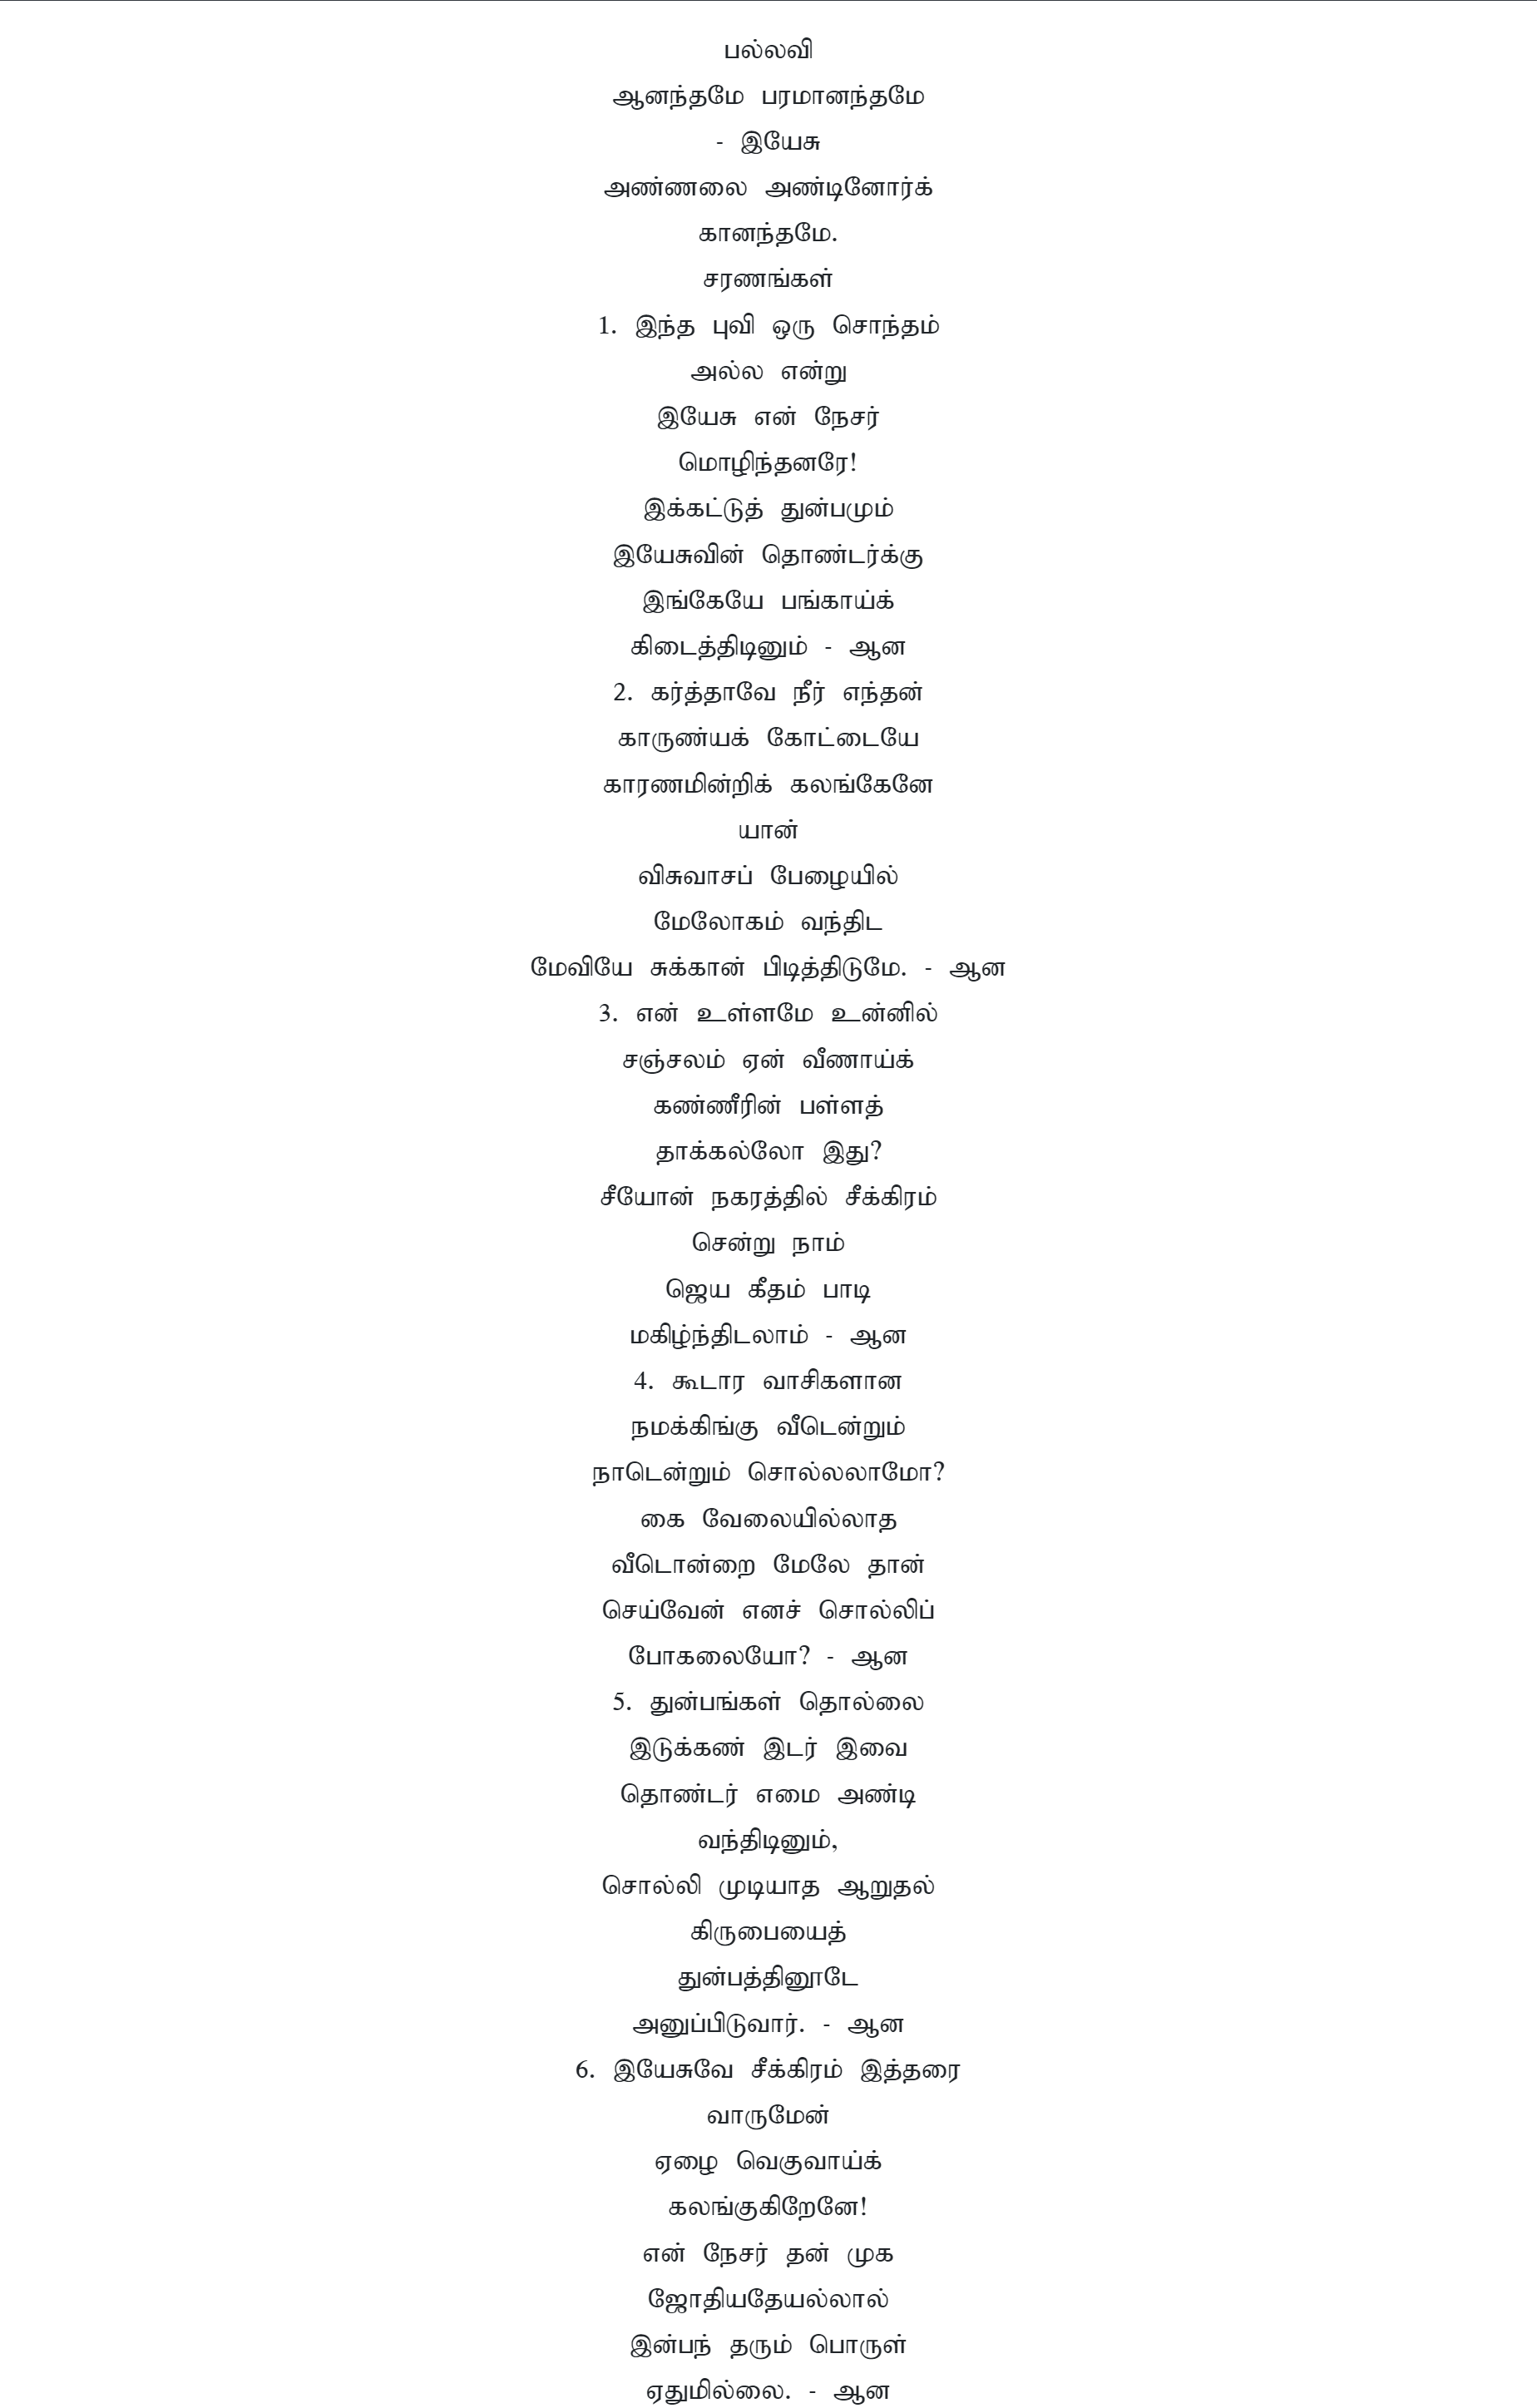 பல்லவி
ஆனந்தமே பரமானந்தமே
- இயேசு
அண்ணலை அண்டினோர்க்
கானந்தமே.
சரணங்கள்
1. இந்த புவி ஒரு சொந்தம்
அல்ல என்று
இயேசு என் நேசர்
மொழிந்தனரே!
இக்கட்டுத் துன்பமும்
இயேசுவின் தொண்டர்க்கு
இங்கேயே பங்காய்க்
கிடைத்திடினும் - ஆன
2. கர்த்தாவே நீர் எந்தன்
காருண்யக் கோட்டையே
காரணமின்றிக் கலங்கேனே
யான்
விசுவாசப் பேழையில்
மேலோகம் வந்திட
மேவியே சுக்கான் பிடித்திடுமே. - ஆன
3. என் உள்ளமே உன்னில்
சஞ்சலம் ஏன் வீணாய்க்
கண்ணீரின் பள்ளத்
தாக்கல்லோ இது?
சீயோன் நகரத்தில் சீக்கிரம்
சென்று நாம்
ஜெய கீதம் பாடி
மகிழ்ந்திடலாம் - ஆன
4. கூடார வாசிகளான
நமக்கிங்கு வீடென்றும்
நாடென்றும் சொல்லலாமோ?
கை வேலையில்லாத
வீடொன்றை மேலே தான்
செய்வேன் எனச் சொல்லிப்
போகலையோ? - ஆன
5. துன்பங்கள் தொல்லை
இடுக்கண் இடர் இவை
தொண்டர் எமை அண்டி
வந்திடினும்,
சொல்லி முடியாத ஆறுதல்
கிருபையைத்
துன்பத்தினூடே
அனுப்பிடுவார். - ஆன
6. இயேசுவே சீக்கிரம் இத்தரை
வாருமேன்
ஏழை வெகுவாய்க்
கலங்குகிறேனே!
என் நேசர் தன் முக
ஜோதியதேயல்லால்
இன்பந் தரும் பொருள்
ஏதுமில்லை. - ஆன